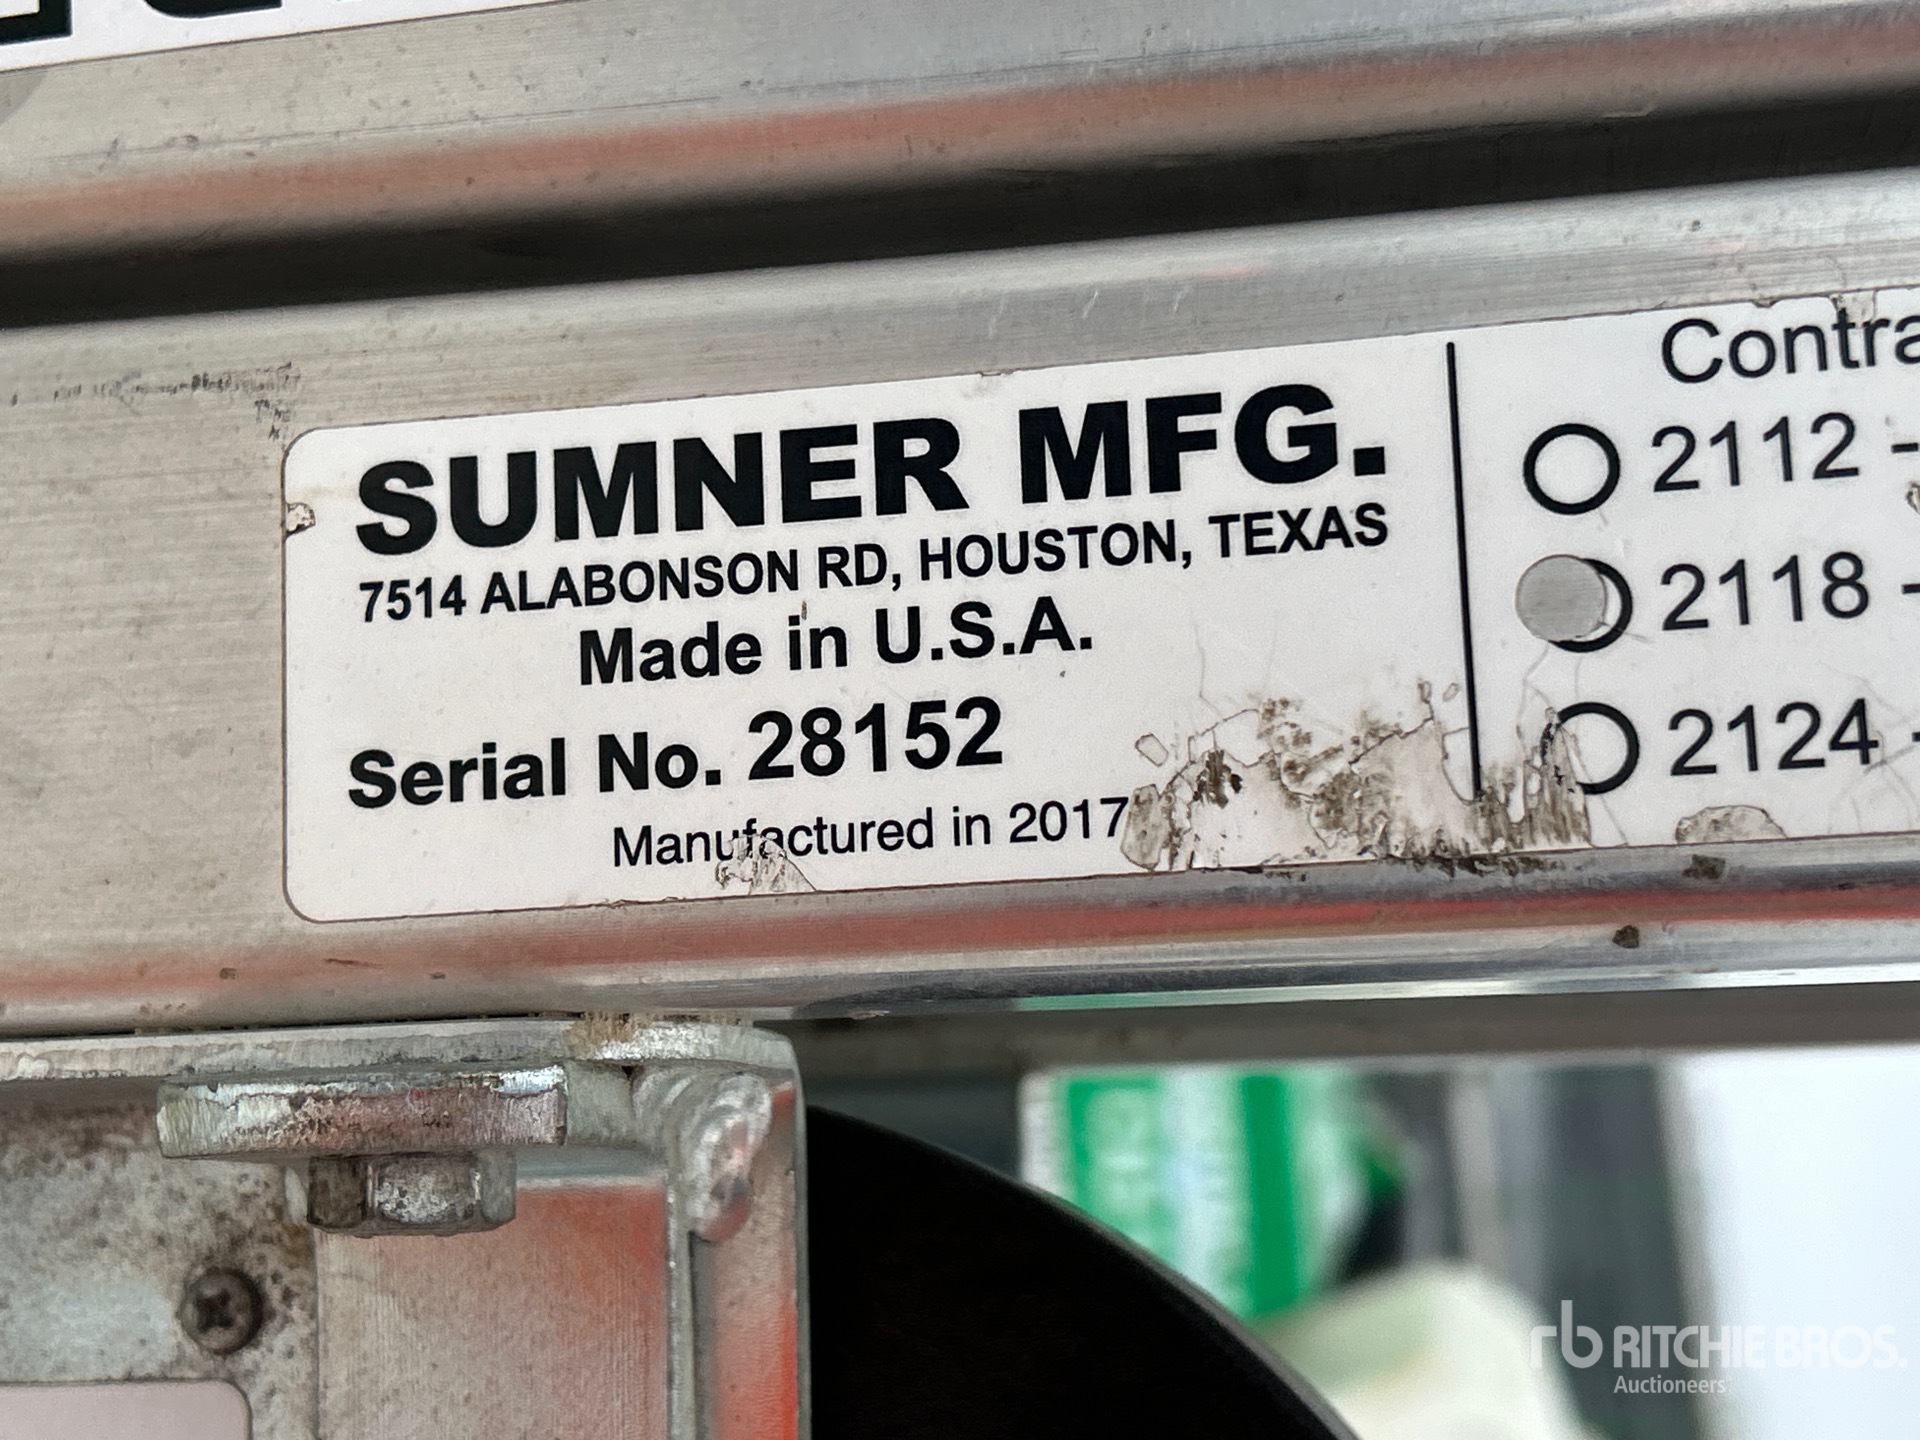 SUMNER MFG.
7514 ALABONSON RD, HOUSTON, TEXAS
Made in U.S.A.
Serial No. 28152
Manufactured in 2017
2112 -
2118 -
2124 -
rb RITCHIE BROS.
Auctioneers